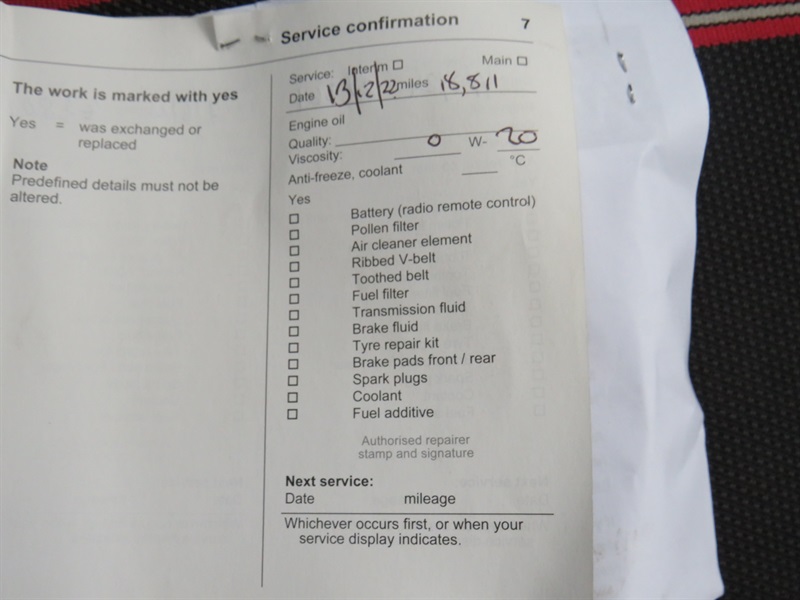 Service confirmation 7
The work is marked with yes
Yes = was exchanged or
replaced
Note
Predefined details must not be
altered.
Service: Interim ☐ Main ☐
Date 13/12/22 miles 18,811
Engine oil
Quality:
Viscosity: 0 W- 20
Anti-freeze, coolant °C
Yes
☐ Battery (radio remote control)
☐ Pollen filter
☐ Air cleaner element
☐ Ribbed V-belt
☐ Toothed belt
☐ Fuel filter
☐ Transmission fluid
☐ Brake fluid
☐ Tyre repair kit
☐ Brake pads front / rear
☐ Spark plugs
☐ Coolant
☐ Fuel additive
Authorised repairer
stamp and signature
Next service:
Date mileage
Whichever occurs first, or when your
service display indicates.